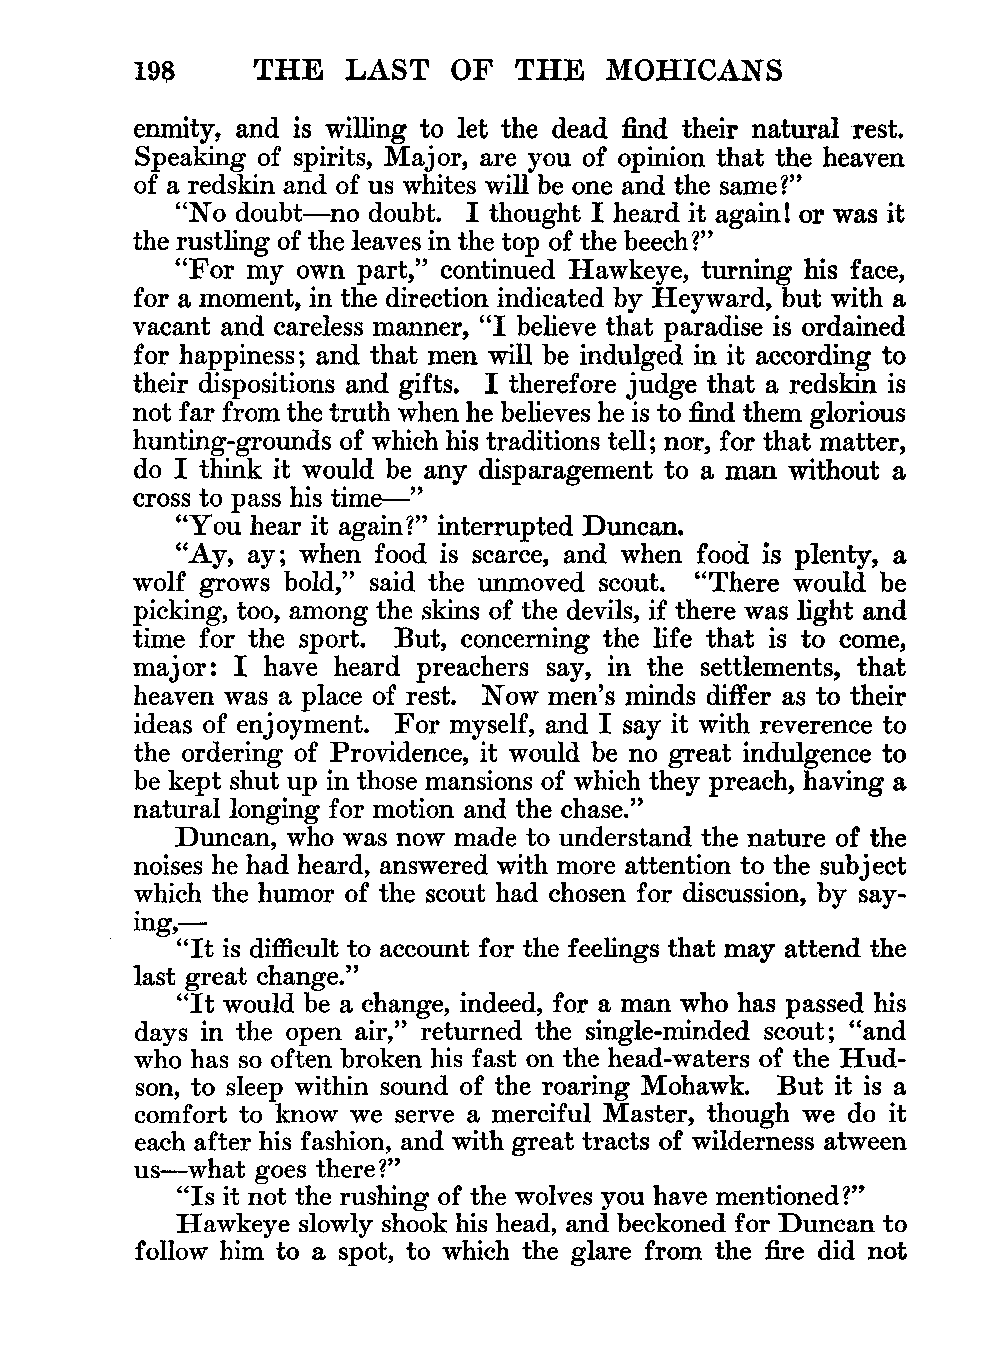 198 THE LAST OF THE MOHICANS
enmity, and is willing to let the dead find their natural rest.
Speaking of spirits, Major, are you of opinion that the heaven
of a redskin and of us whites will be one and the same?”
“No doubt—no doubt. I thought I heard it again! or was it
the rustling of the leaves in the top of the beech?”
“For my own part,” continued Hawkeye, turning his face,
for a moment, in the direction indicated by Heyward, but with a
vacant and careless manner, “I believe that paradise is ordained
for happiness; and that men will be indulged in it according to
their dispositions and gifts. I therefore judge that a redskin is
not far from the truth when he believes he is to find them glorious
hunting-grounds of which his traditions tell; nor, for that matter,
do I think it would be any disparagement to a man without a
cross to pass his time—”
“You hear it again?” interrupted Duncan.
“Ay, ay; when food is scarce, and when food is plenty, a
wolf grows bold,” said the unmoved scout. “There would be
picking, too, among the skins of the devils, if there was light and
time for the sport. But, concerning the life that is to come,
major: I have heard preachers say, in the settlements, that
heaven was a place of rest. Now men’s minds differ as to their
ideas of enjoyment. For myself, and I say it with reverence to
the ordering of Providence, it would be no great indulgence to
be kept shut up in those mansions of which they preach, having a
natural longing for motion and the chase.”
Duncan, who was now made to understand the nature of the
noises he had heard, answered with more attention to the subject
which the humor of the scout had chosen for discussion, by say-
ing,—
“It is difficult to account for the feelings that may attend the
last great change.”
“It would be a change, indeed, for a man who has passed his
days in the open air,” returned the single-minded scout; “and
who has so often broken his fast on the head-waters of the Hud-
son, to sleep within sound of the roaring Mohawk. But it is a
comfort to know we serve a merciful Master, though we do it
each after his fashion, and with great tracts of wilderness atween
us—what goes there?”
“Is it not the rushing of the wolves you have mentioned?”
Hawkeye slowly shook his head, and beckoned for Duncan to
follow him to a spot, to which the glare from the fire did not